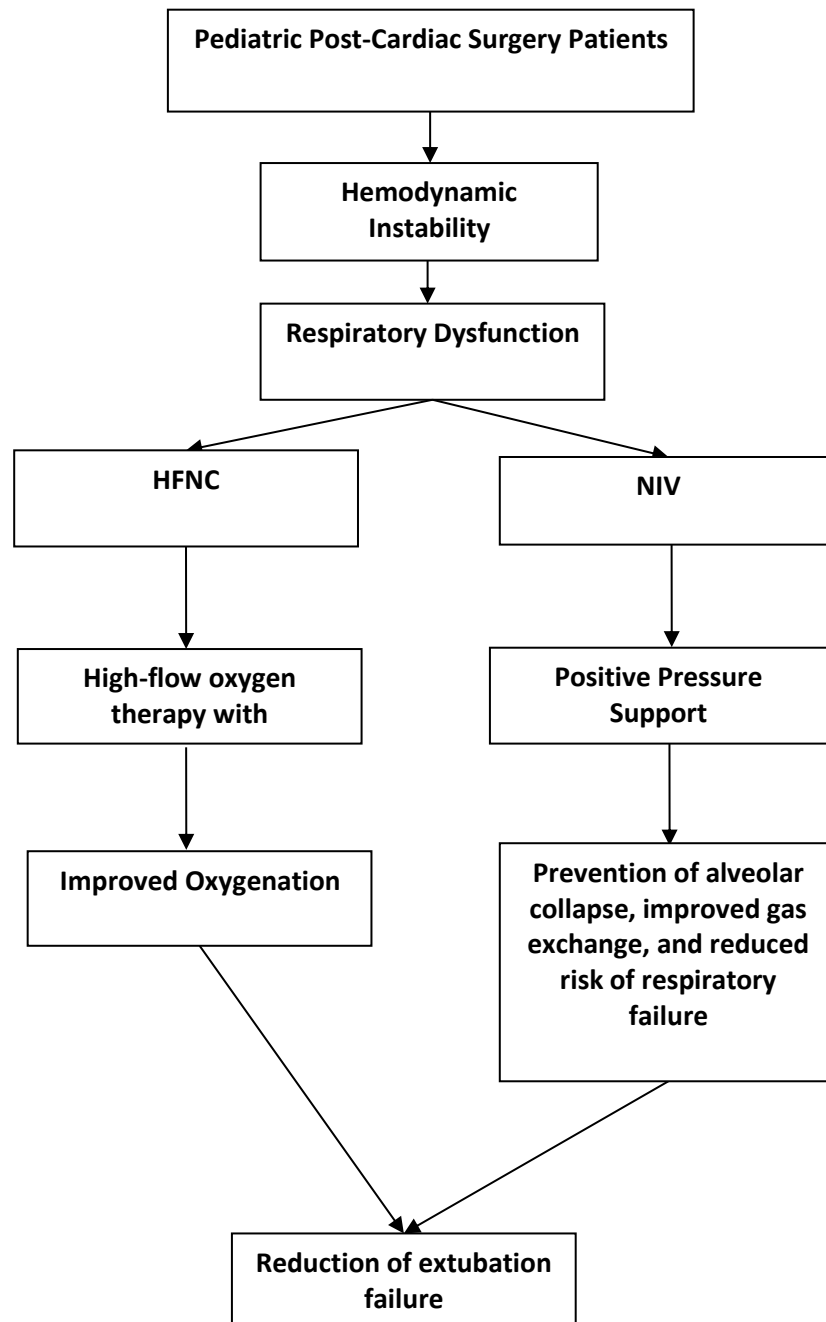 Pediatric Post-Cardiac Surgery Patients
Hemodynamic
Instability
Respiratory Dysfunction
HFNC
NIV
High-flow oxygen
therapy with
Positive Pressure
Support
Improved Oxygenation
Prevention of alveolar
collapse, improved gas
exchange, and reduced
risk of respiratory
failure
Reduction of extubation
failure